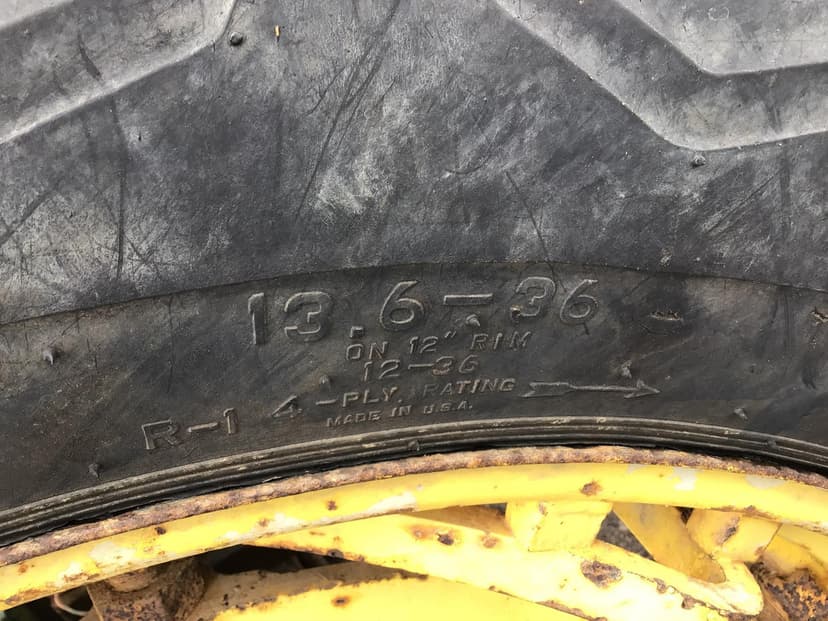 13.6-36
ON 12" RIM
12-36
R-1 4-PLY. RATING
MADE IN U.S.A.